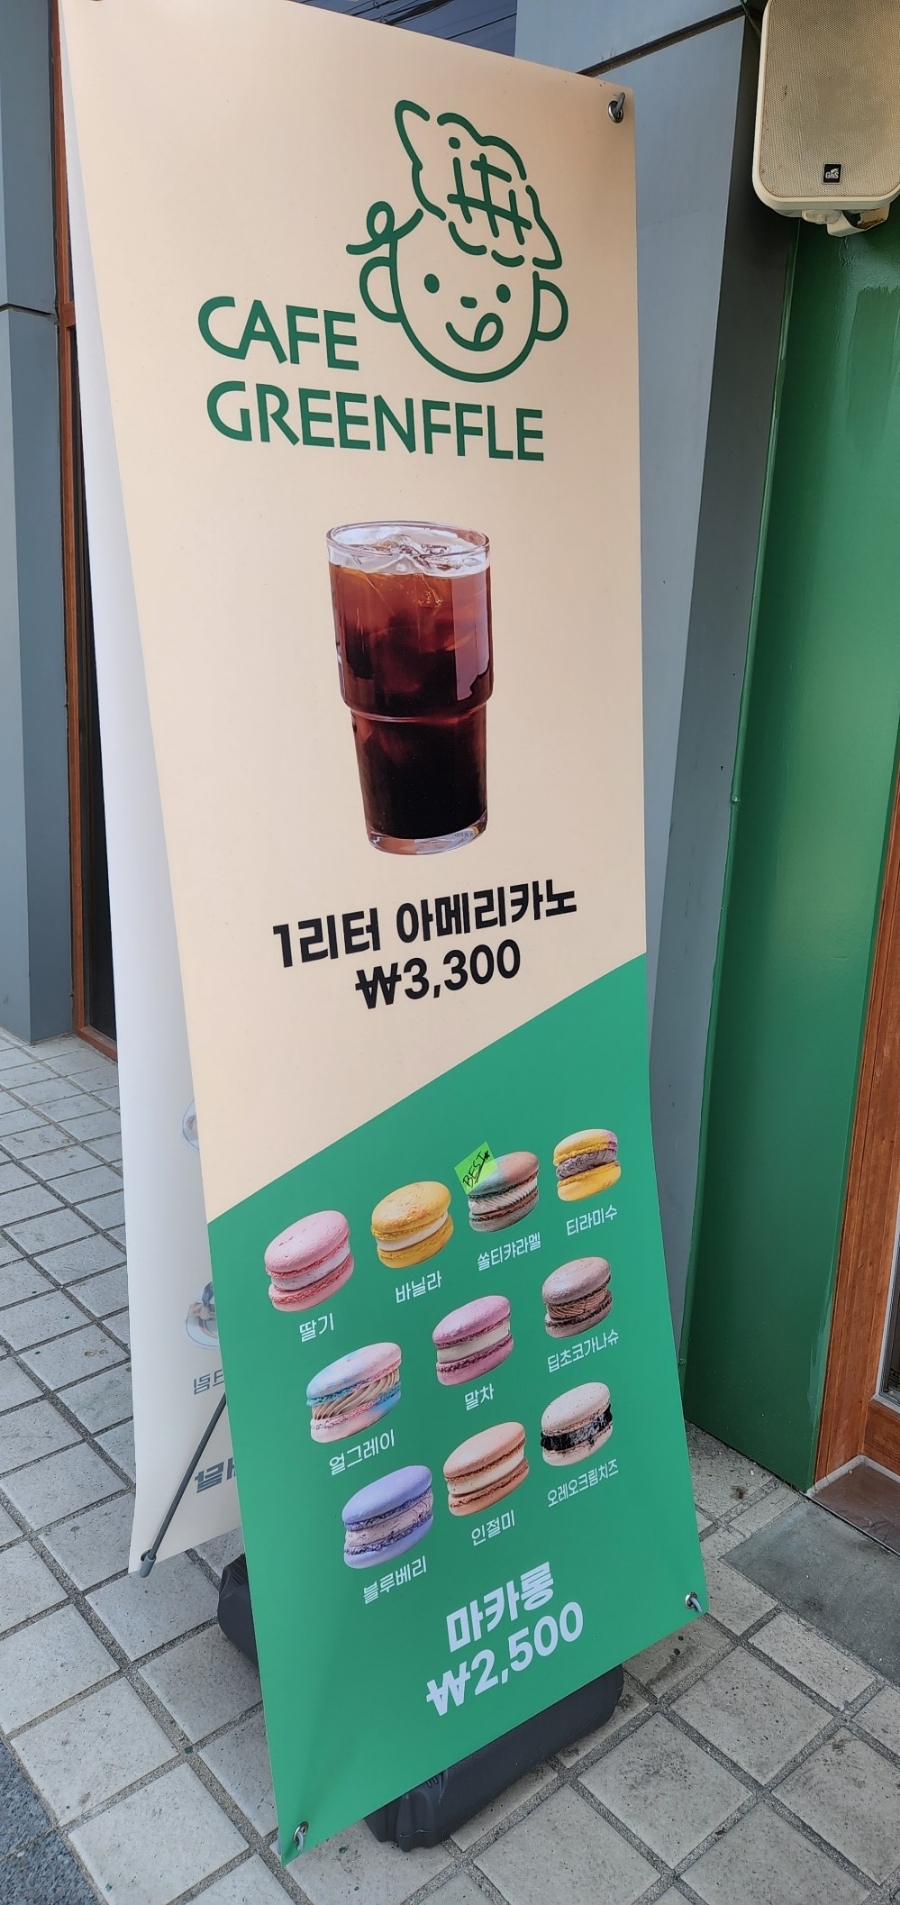 CAFE
GREENFFLE
1리터 아메리카노
₩3,300
BEST
딸기
바닐라
쏠티캬라멜
티라미수
얼그레이
말차
딥초코가나슈
블루베리
인절미
오레오크림치즈
마카롱
₩2,500